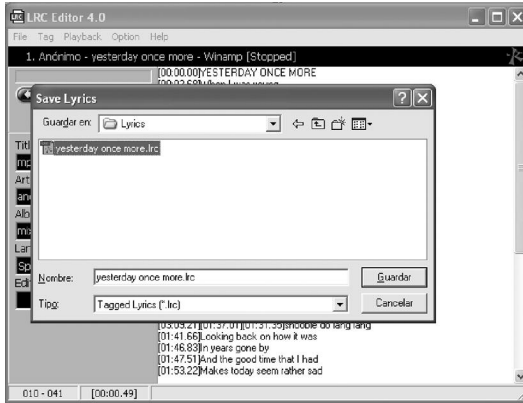 LRC Editor 4.0
File Tag Playback Option Help
1. Anónimo - yesterday once more - Winamp [Stopped]
[00:00.00]YESTERDAY ONCE MORE
Save Lyrics
Guardar en: Lyrics
yesterday once more.lrc
Nombre: yesterday once more.lrc Guardar
Tipo: Tagged Lyrics (*.lrc) Cancelar
[01:41.66]Looking back on how it was
[01:46.83]In years gone by
[01:47.51]And the good time that I had
[01:53.22]Makes today seem rather sad
010 - 041 [00:00.49]